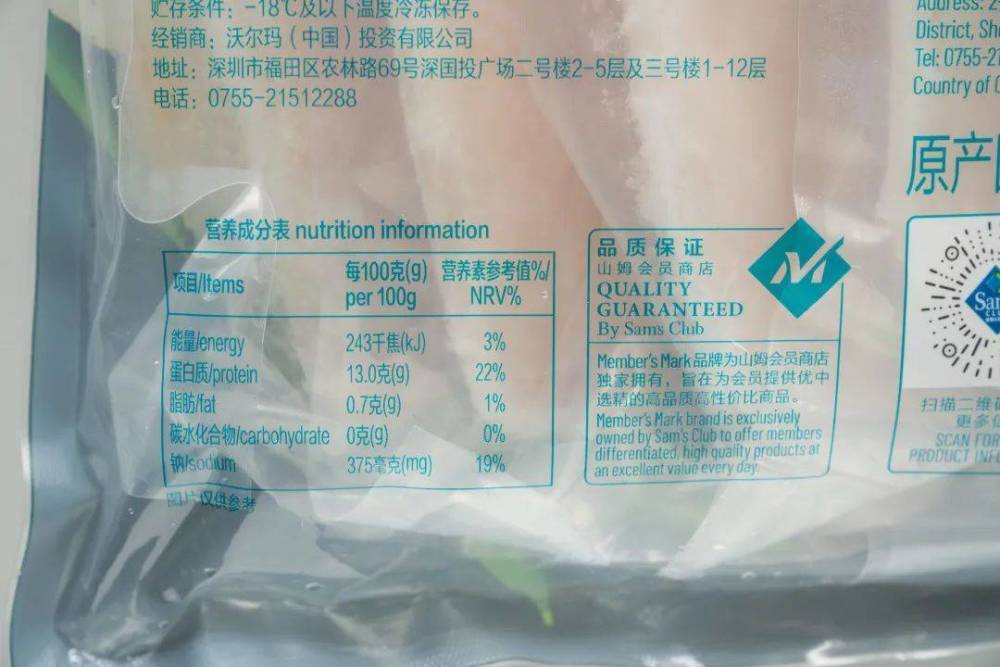 贮存条件：-18℃及以下温度冷冻保存。
经销商：沃尔玛（中国）投资有限公司
地址：深圳市福田区农林路69号深国投广场二号楼2-5层及三号楼1-12层
电话：0755-21512288
District,
Tel: 0755-21
Country of
原产
营养成分表 nutrition information
项目/Items 每100克(g) 营养素参考值%/
per 100g NRV%
能量/energy 243千焦(kJ) 3%
蛋白质/protein 13.0克(g) 22%
脂肪/fat 0.7克(g) 1%
碳水化合物/carbohydrate 0克(g) 0%
钠/sodium 375毫克(mg) 19%
图片仅供参考
品质保证
山姆会员商店
QUALITY
GUARANTEED
By Sam's Club
Member's Mark品牌为山姆会员商店
独家拥有，旨在为会员提供优中
选精的高品质高性价比商品。
Member's Mark brand is exclusively
owned by Sam's Club to offer members
differentiated, high quality products at
an excellent value every day.
扫描二维
更多
SCAN FOR
PRODUCT